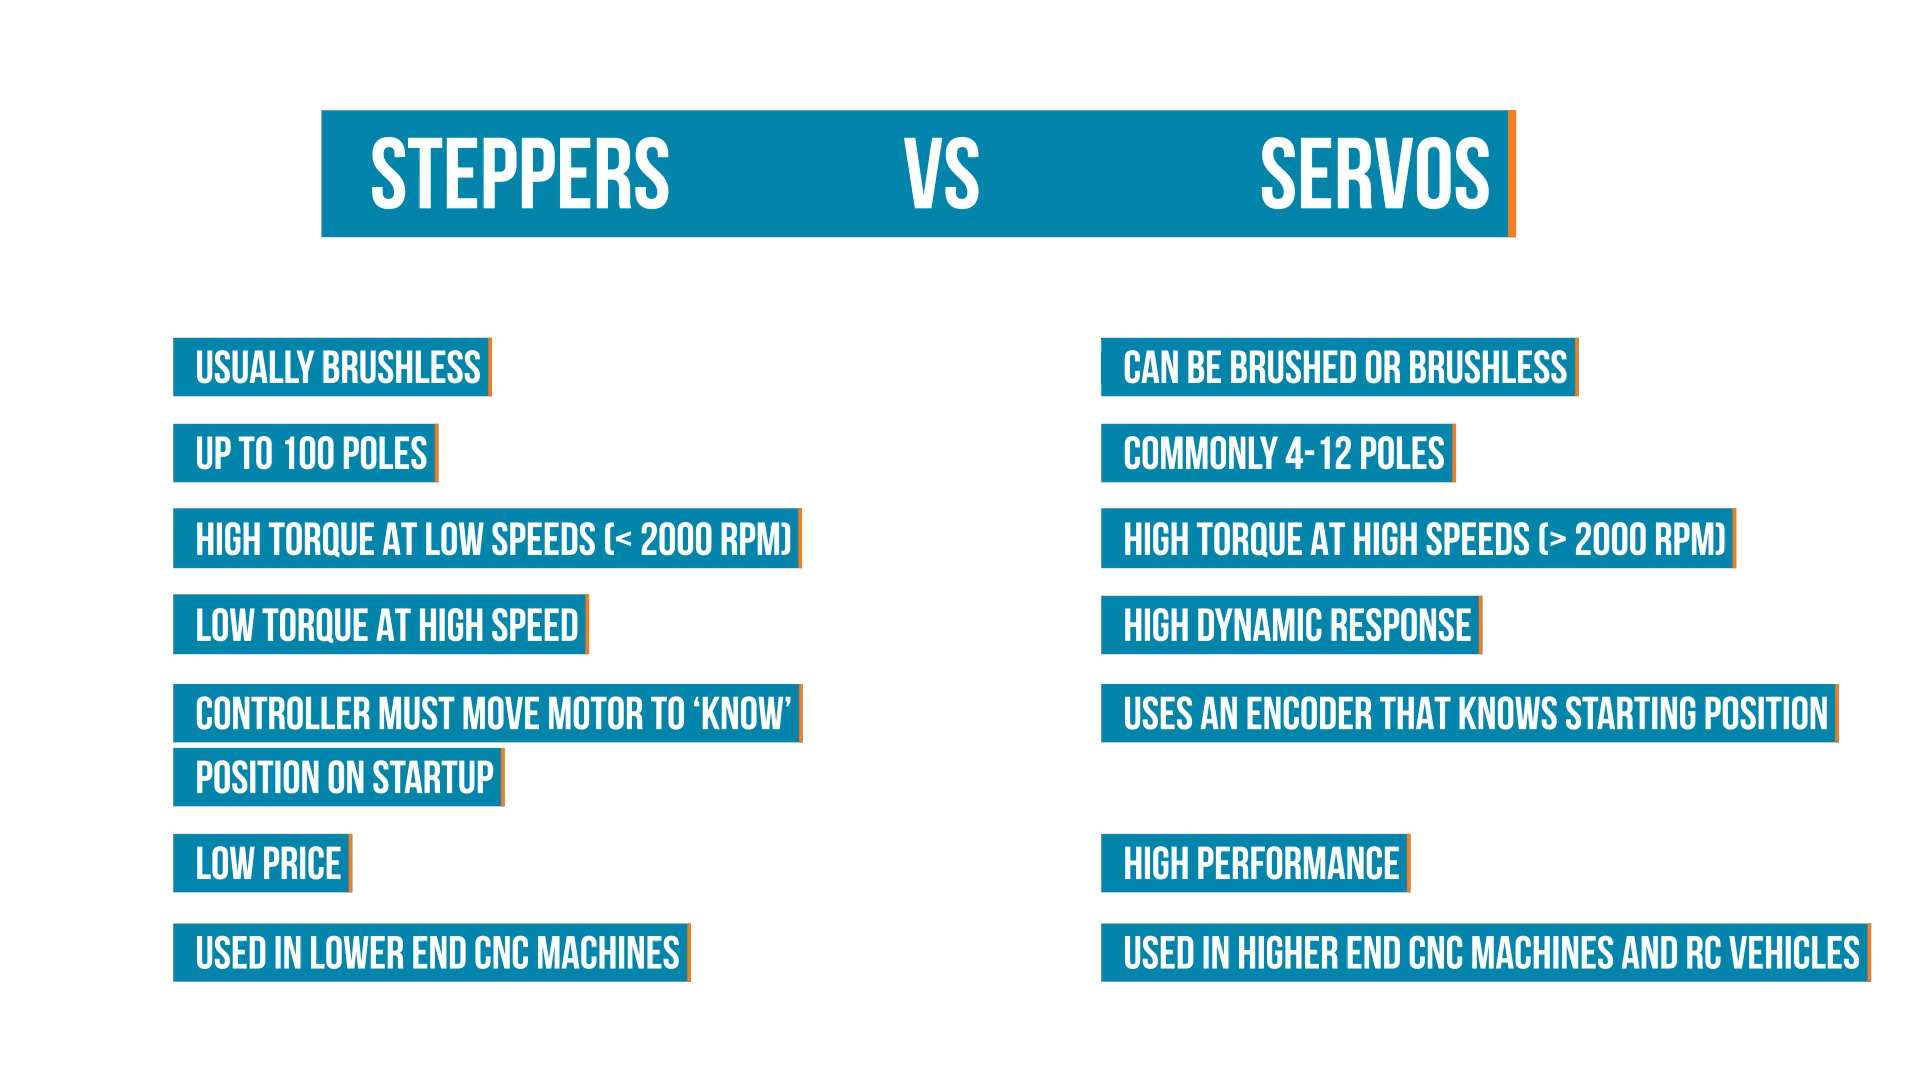 STEPPERS VS SERVOS
USUALLY BRUSHLESS
UP TO 100 POLES
HIGH TORQUE AT LOW SPEEDS (< 2000 RPM)
LOW TORQUE AT HIGH SPEED
CONTROLLER MUST MOVE MOTOR TO ‘KNOW’
POSITION ON STARTUP
LOW PRICE
USED IN LOWER END CNC MACHINES
CAN BE BRUSHED OR BRUSHLESS
COMMONLY 4-12 POLES
HIGH TORQUE AT HIGH SPEEDS (> 2000 RPM)
HIGH DYNAMIC RESPONSE
USES AN ENCODER THAT KNOWS STARTING POSITION
HIGH PERFORMANCE
USED IN HIGHER END CNC MACHINES AND RC VEHICLES